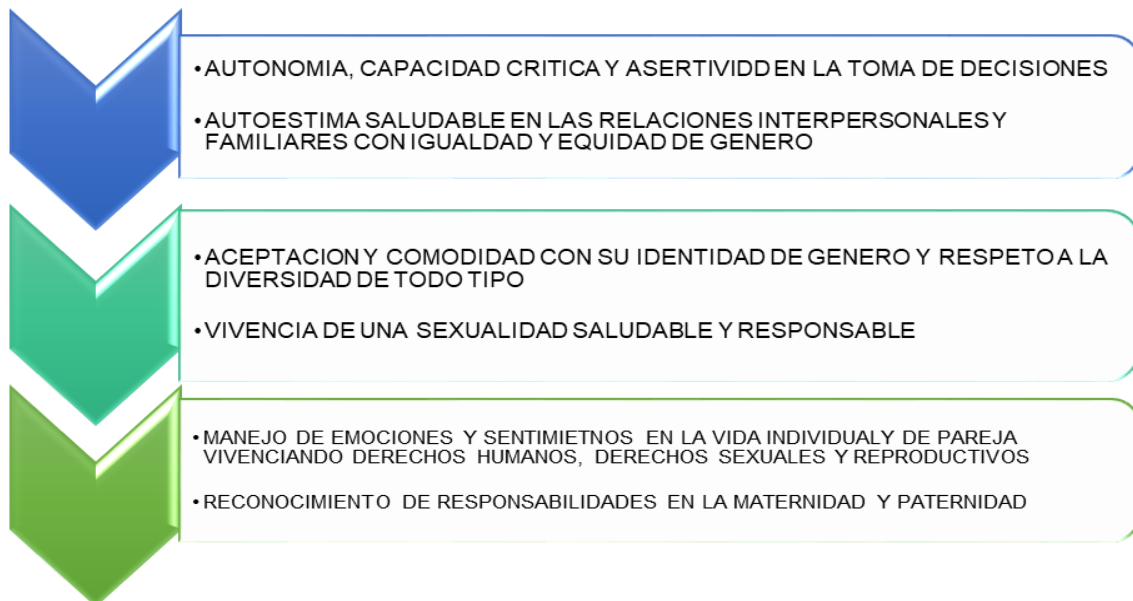 • AUTONOMIA, CAPACIDAD CRITICA Y ASERTIVIDD EN LA TOMA DE DECISIONES
• AUTOESTIMA SALUDABLE EN LAS RELACIONES INTERPERSONALES Y
FAMILIARES CON IGUALDAD Y EQUIDAD DE GENERO
• ACEPTACION Y COMODIDAD CON SU IDENTIDAD DE GENERO Y RESPETO A LA
DIVERSIDAD DE TODO TIPO
• VIVENCIA DE UNA SEXUALIDAD SALUDABLE Y RESPONSABLE
• MANEJO DE EMOCIONES Y SENTIMIETNOS EN LA VIDA INDIVIDUALY DE PAREJA
VIVENCIANDO DERECHOS HUMANOS, DERECHOS SEXUALES Y REPRODUCTIVOS
• RECONOCIMIENTO DE RESPONSABILIDADES EN LA MATERNIDAD Y PATERNIDAD